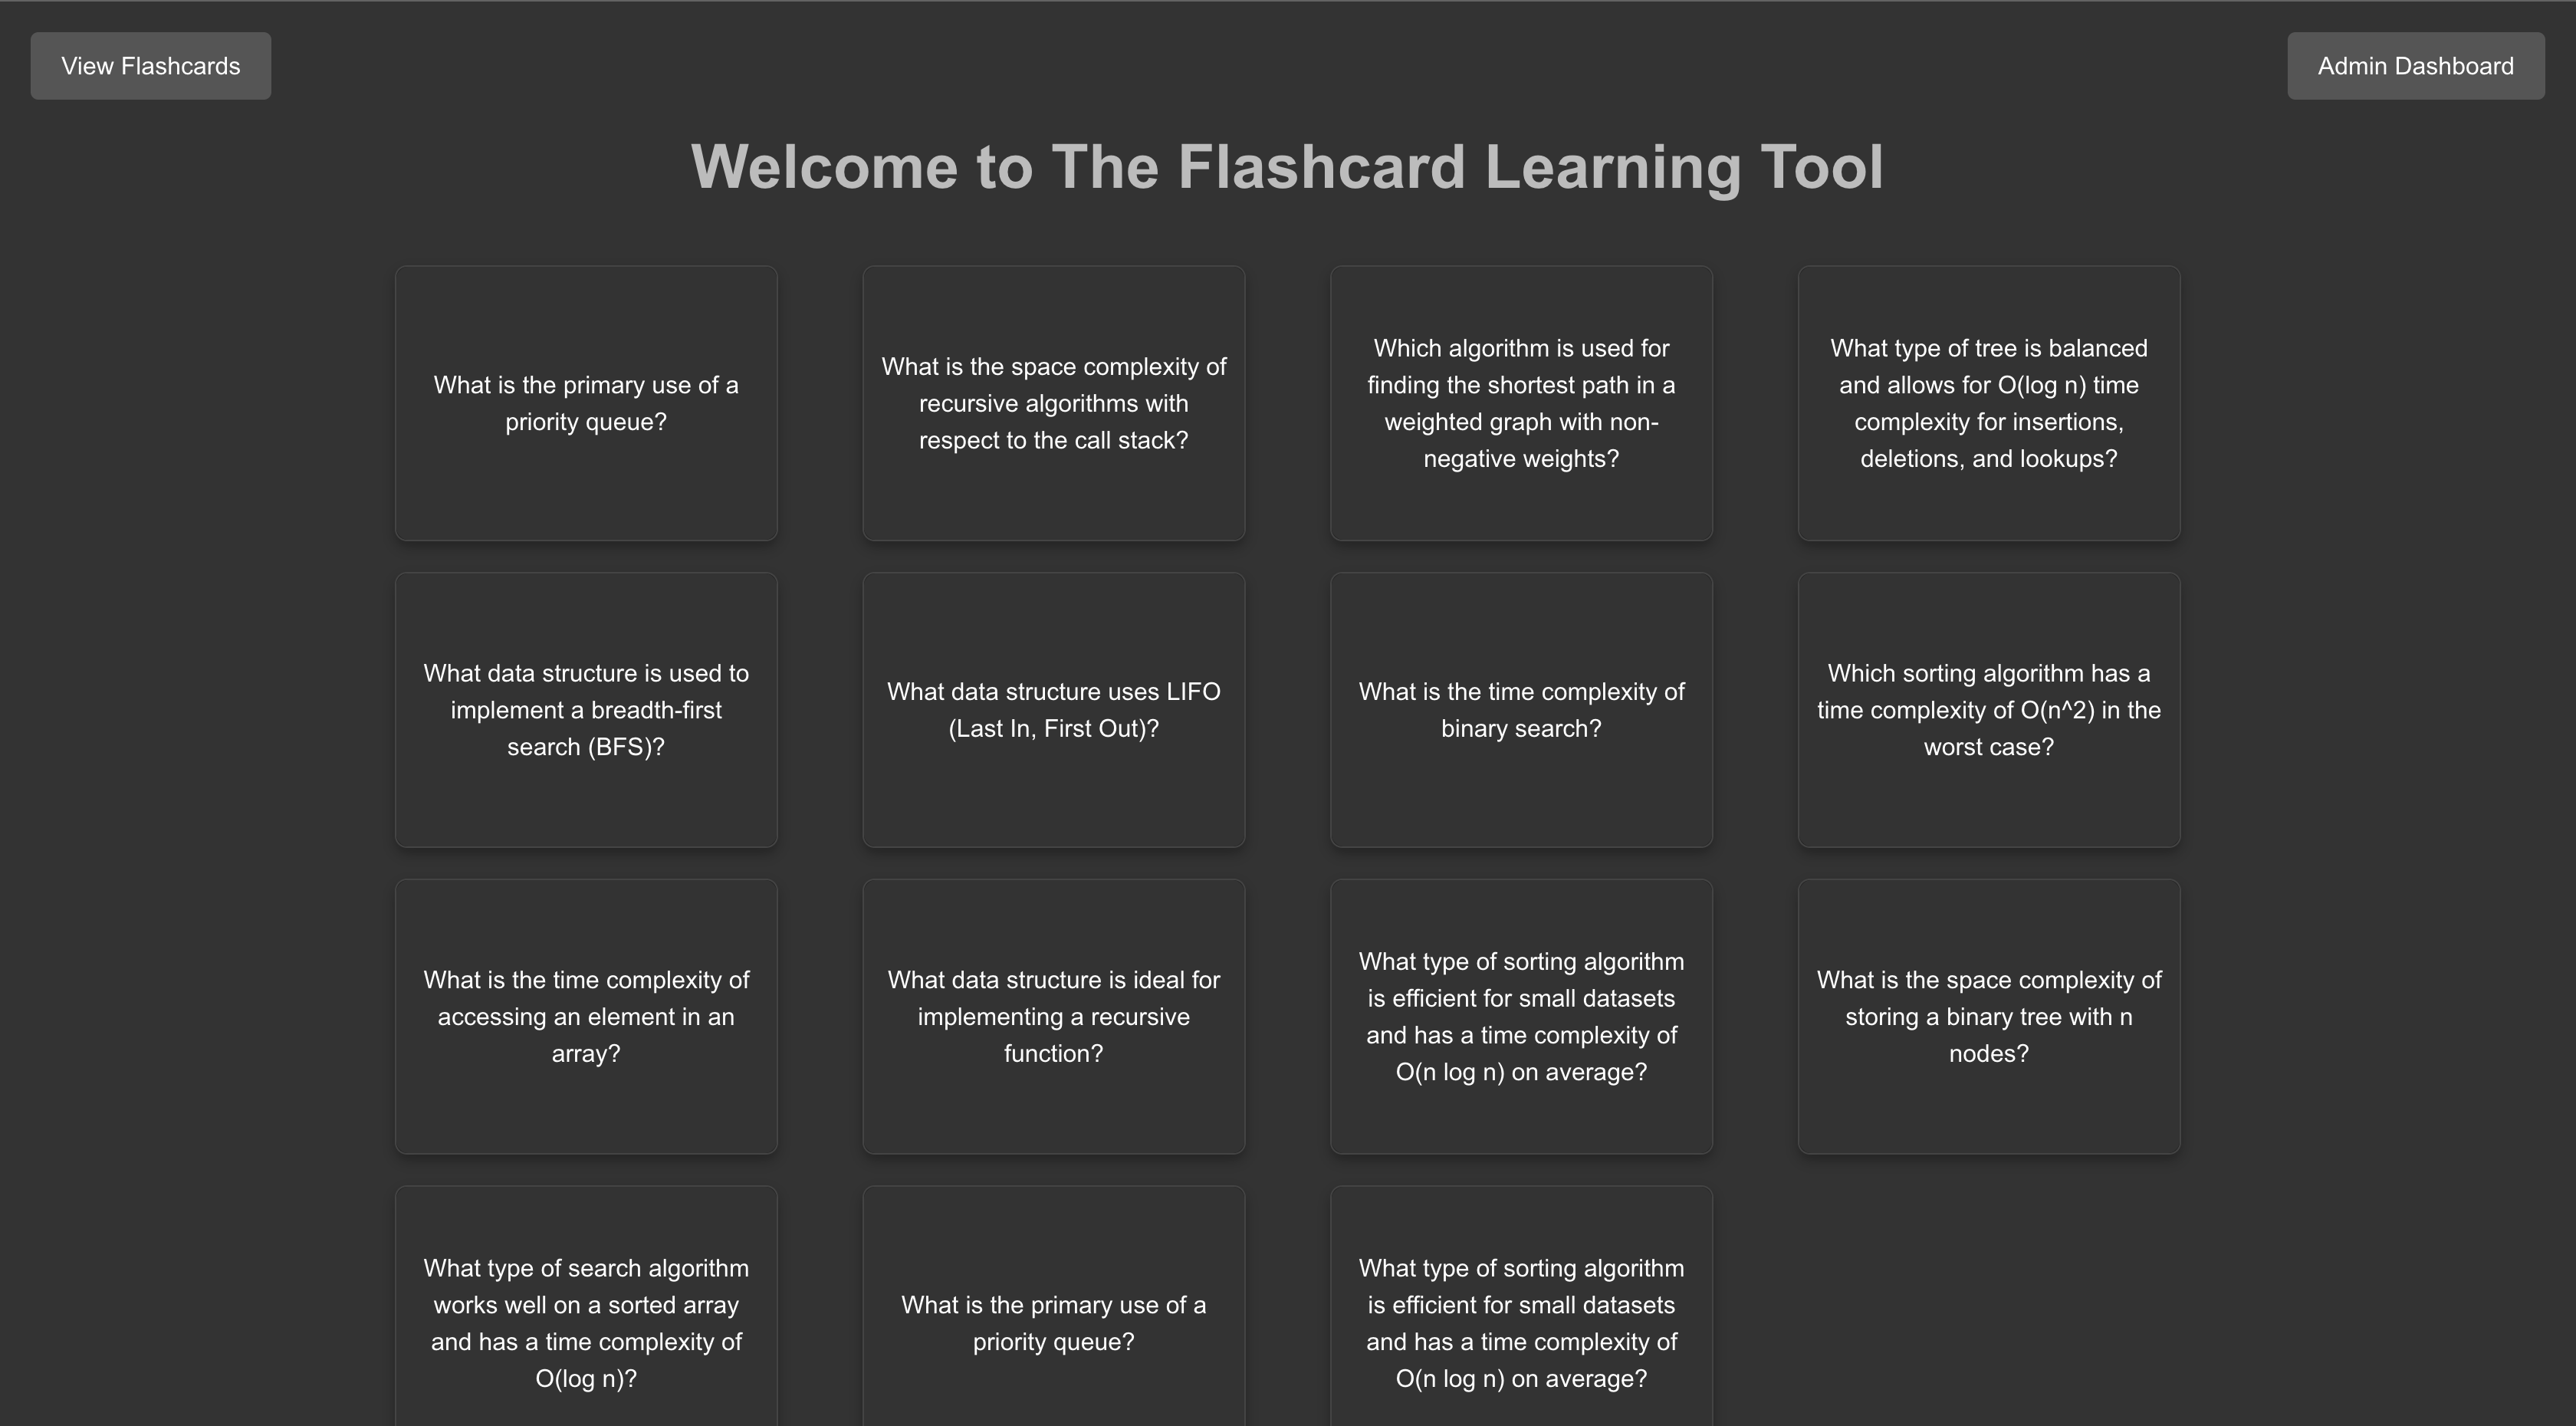 View Flashcards
Admin Dashboard
Welcome to The Flashcard Learning Tool
What is the primary use of a
priority queue?
What is the space complexity of
recursive algorithms with
respect to the call stack?
Which algorithm is used for
finding the shortest path in a
weighted graph with non-
negative weights?
What type of tree is balanced
and allows for O(log n) time
complexity for insertions,
deletions, and lookups?
What data structure is used to
implement a breadth-first
search (BFS)?
What data structure uses LIFO
(Last In, First Out)?
What is the time complexity of
binary search?
Which sorting algorithm has a
time complexity of O(n^2) in the
worst case?
What is the time complexity of
accessing an element in an
array?
What data structure is ideal for
implementing a recursive
function?
What type of sorting algorithm
is efficient for small datasets
and has a time complexity of
O(n log n) on average?
What is the space complexity of
storing a binary tree with n
nodes?
What type of search algorithm
works well on a sorted array
and has a time complexity of
O(log n)?
What is the primary use of a
priority queue?
What type of sorting algorithm
is efficient for small datasets
and has a time complexity of
O(n log n) on average?